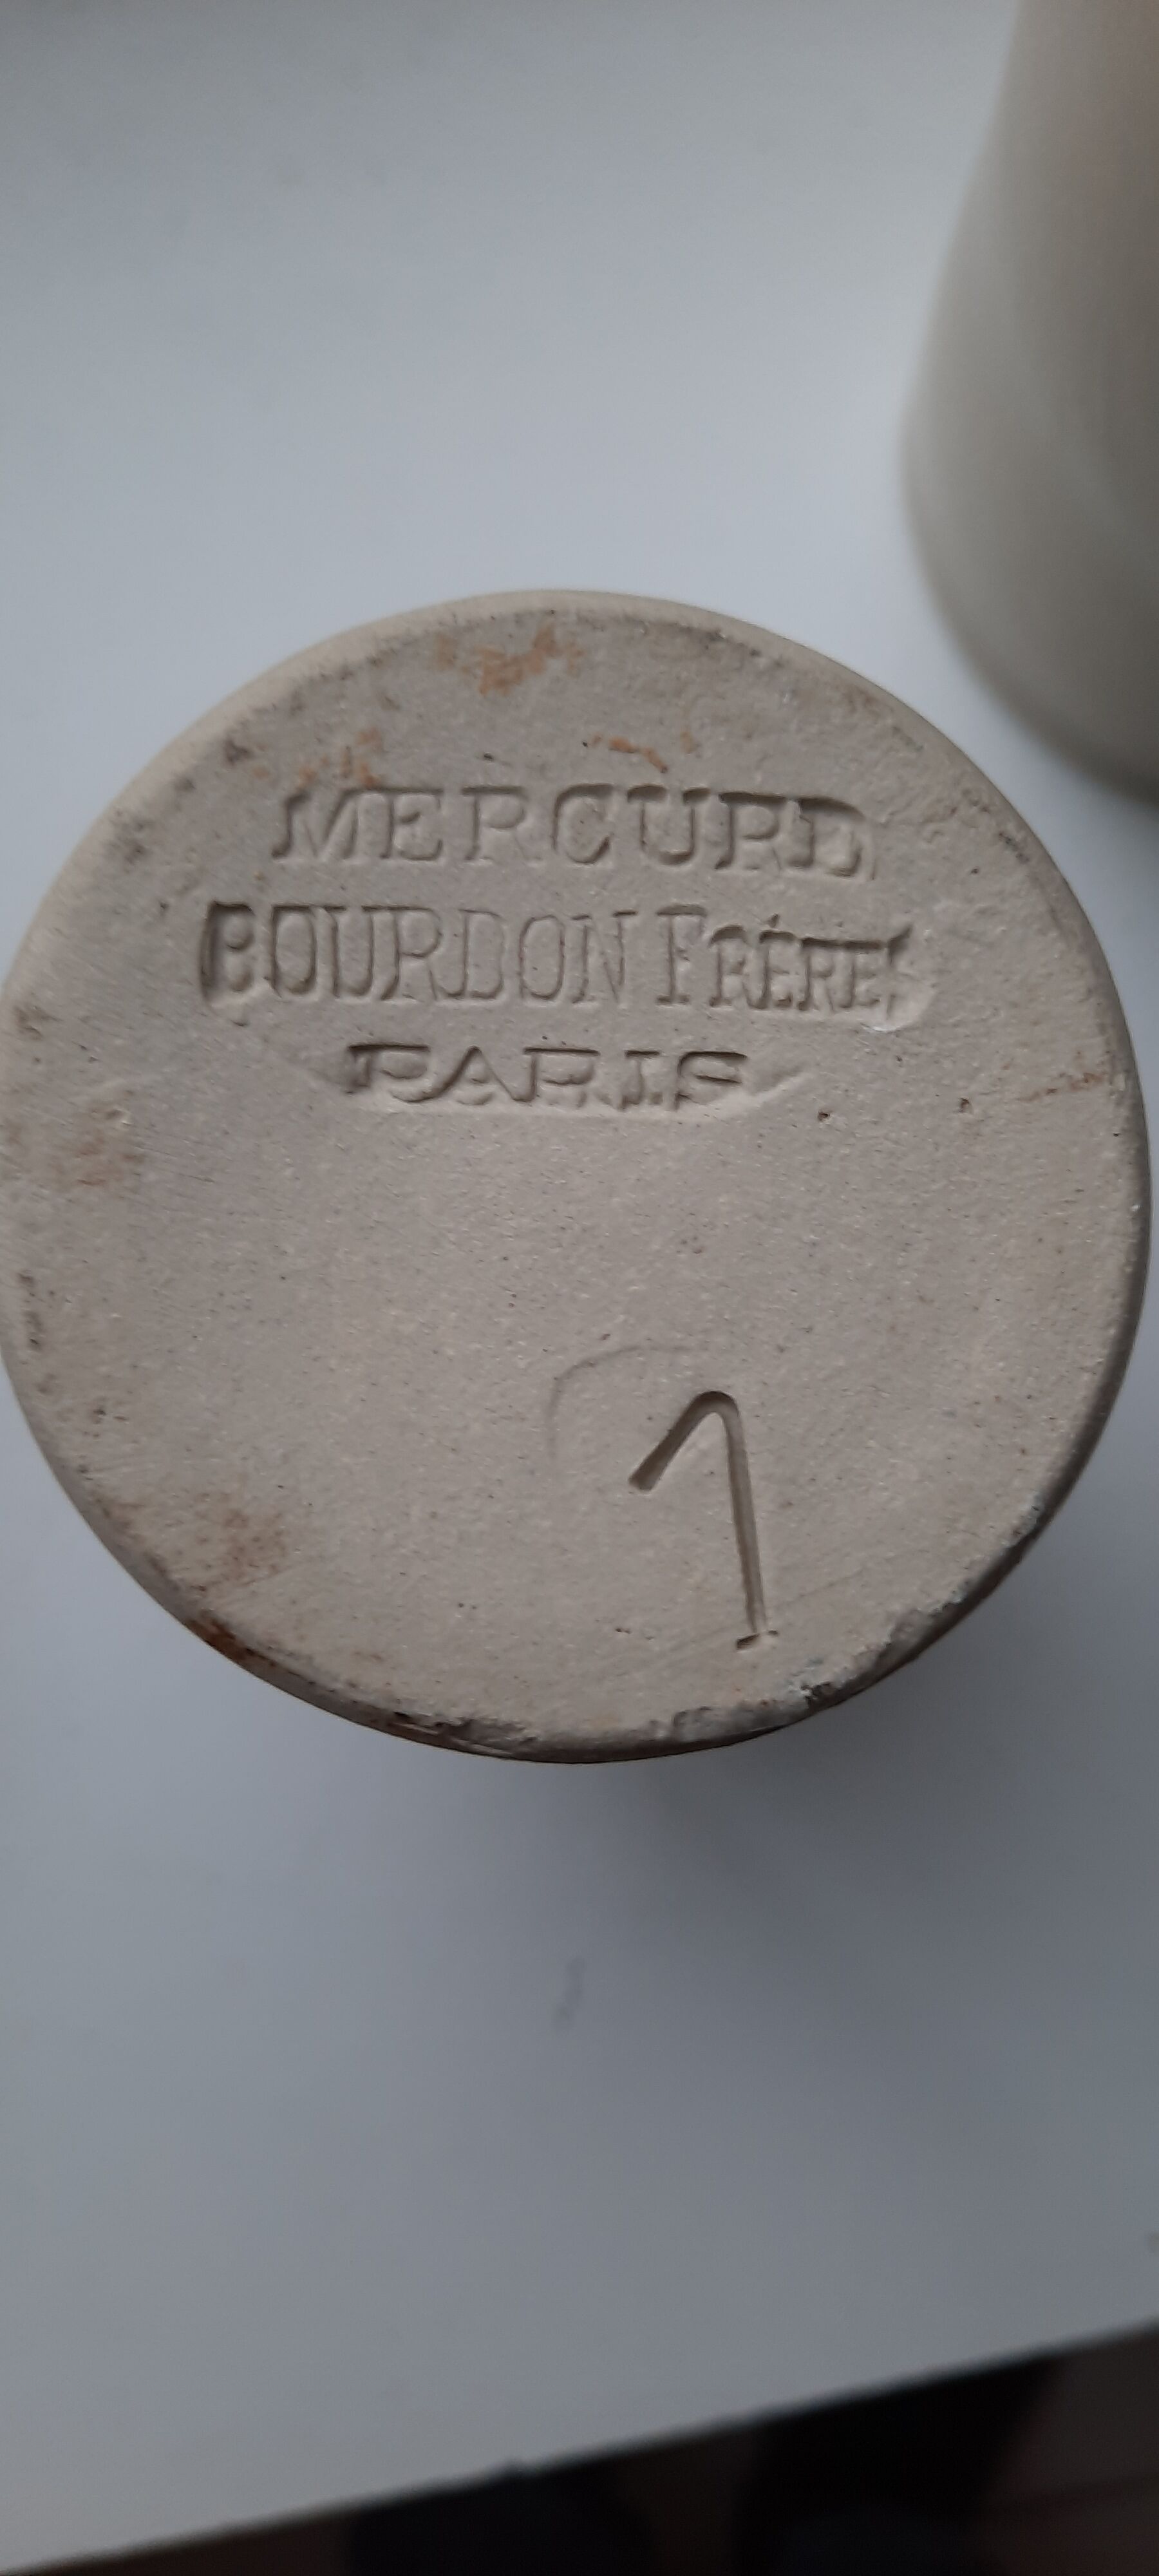 MERCURE
BOURDON FRÈRES
PARIS
1